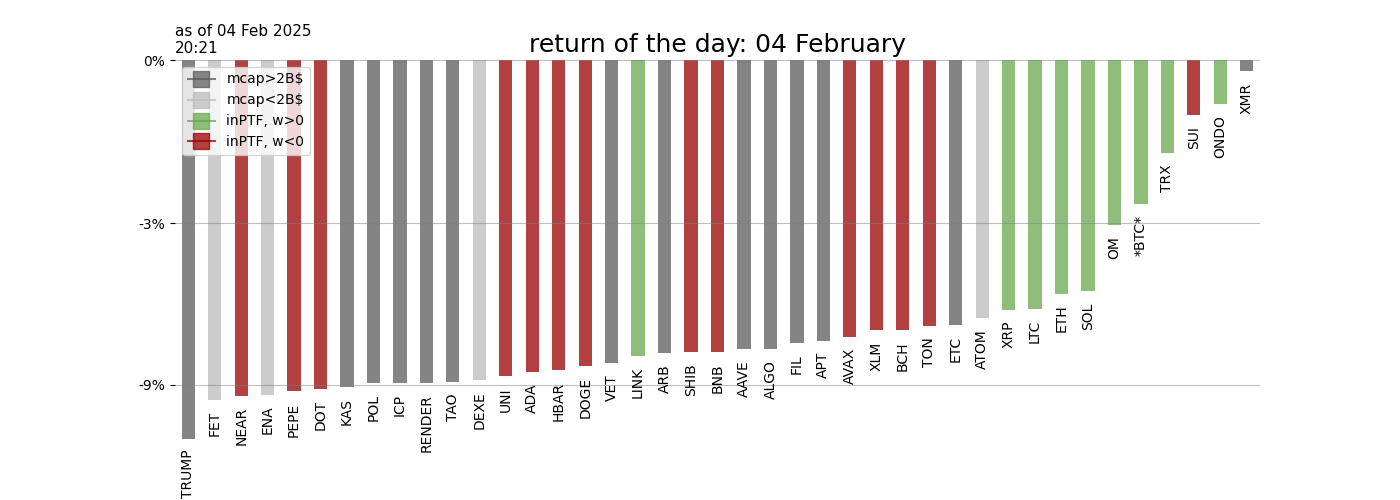 as of 04 Feb 2025
20:21
return of the day: 04 February
0%
-3%
-9%
mcap>2B$
mcap<2B$
inPTF, w>0
inPTF, w<0
TRUMP
FET
NEAR
ENA
PEPE
DOT
KAS
POL
ICP
RENDER
TAO
DEXE
UNI
ADA
HBAR
DOGE
VET
LINK
ARB
SHIB
BNB
AAVE
ALGO
FIL
APT
AVAX
XLM
BCH
TON
ETC
ATOM
XRP
LTC
ETH
SOL
OM
*BTC*
TRX
SUI
ONDO
XMR